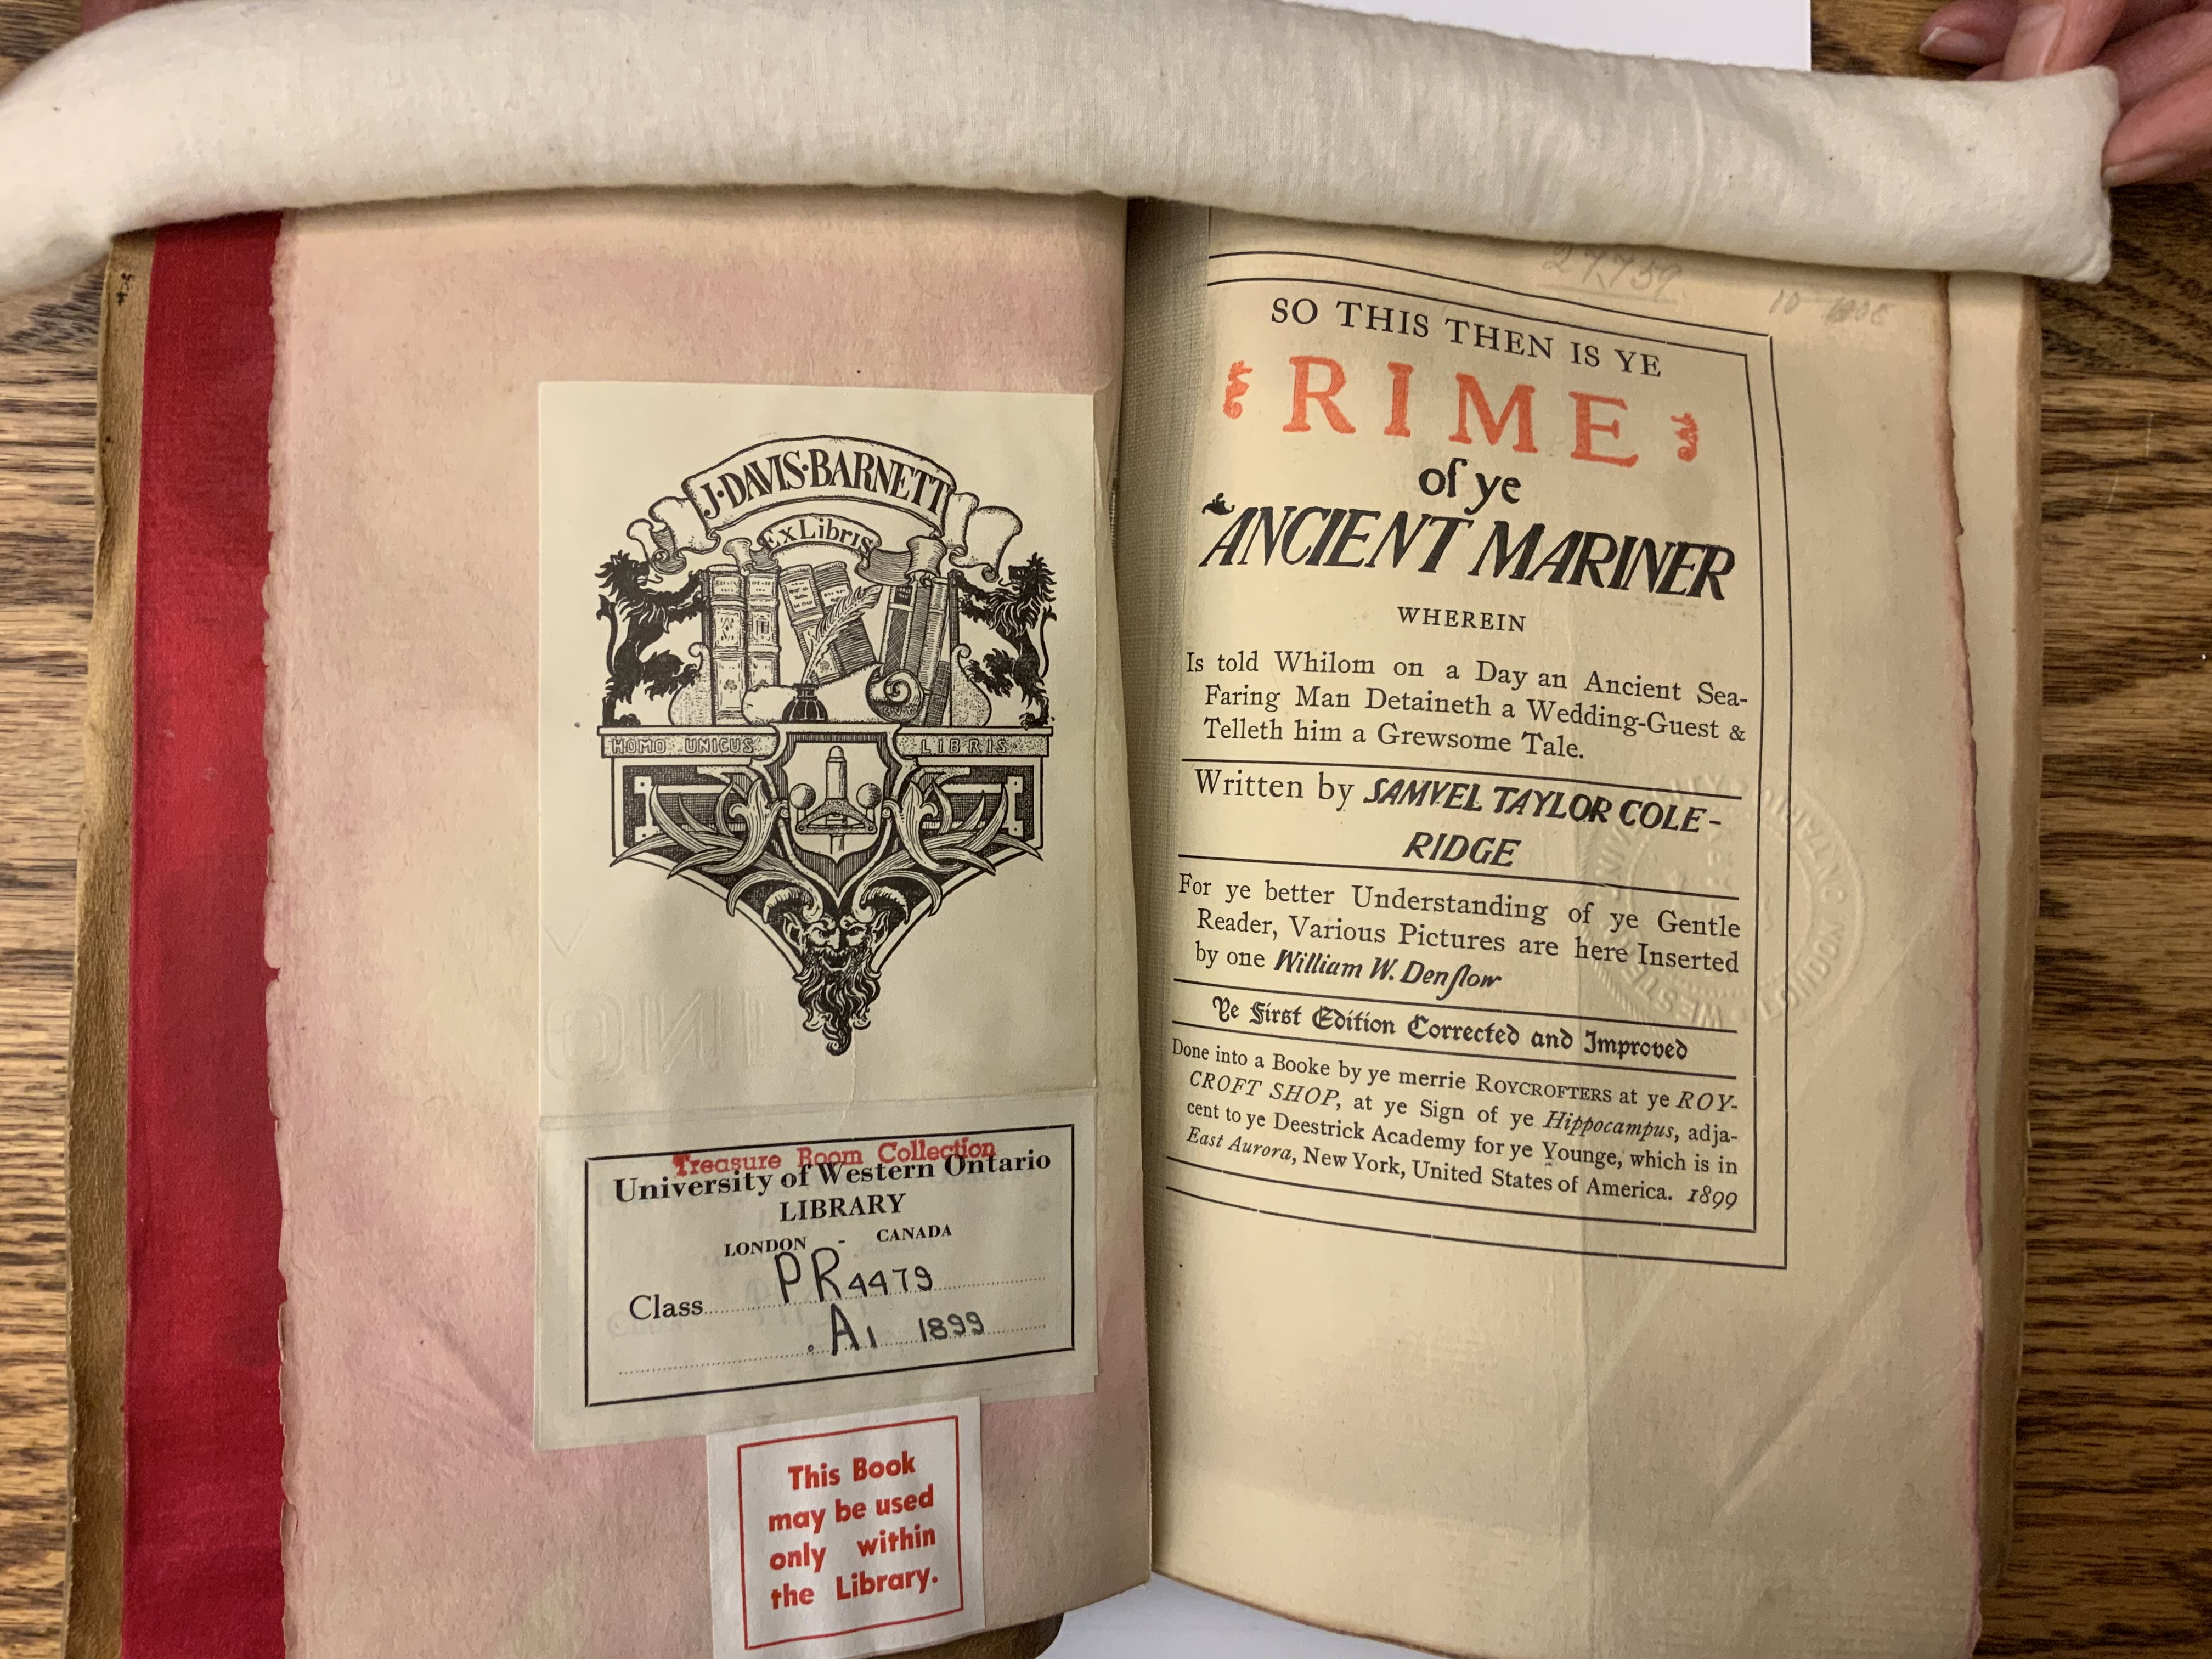 J·DAVIS·BARNETT
Ex Libris
HOMO UNICUS LIBRIS
Treasure Room Collection
University of Western Ontario
LIBRARY
LONDON - CANADA
Class PR4479
.A1 1899
This Book
may be used
only within
the Library.
27759
SO THIS THEN IS YE
RIME
of ye
ANCIENT MARINER
WHEREIN
Is told Whilom on a Day an Ancient Sea-
Faring Man Detaineth a Wedding-Guest &
Telleth him a Grewsome Tale.
Written by SAMVEL TAYLOR COLE-
RIDGE
For ye better Understanding of ye Gentle
Reader, Various Pictures are here Inserted
by one William W. Denslow
Ye First Edition Corrected and Improved
Done into a Booke by ye merrie ROYCROFTERS at ye ROY-
CROFT SHOP, at ye Sign of ye Hippocampus, adja-
cent to ye Deestrick Academy for ye Younge, which is in
East Aurora, New York, United States of America. 1899